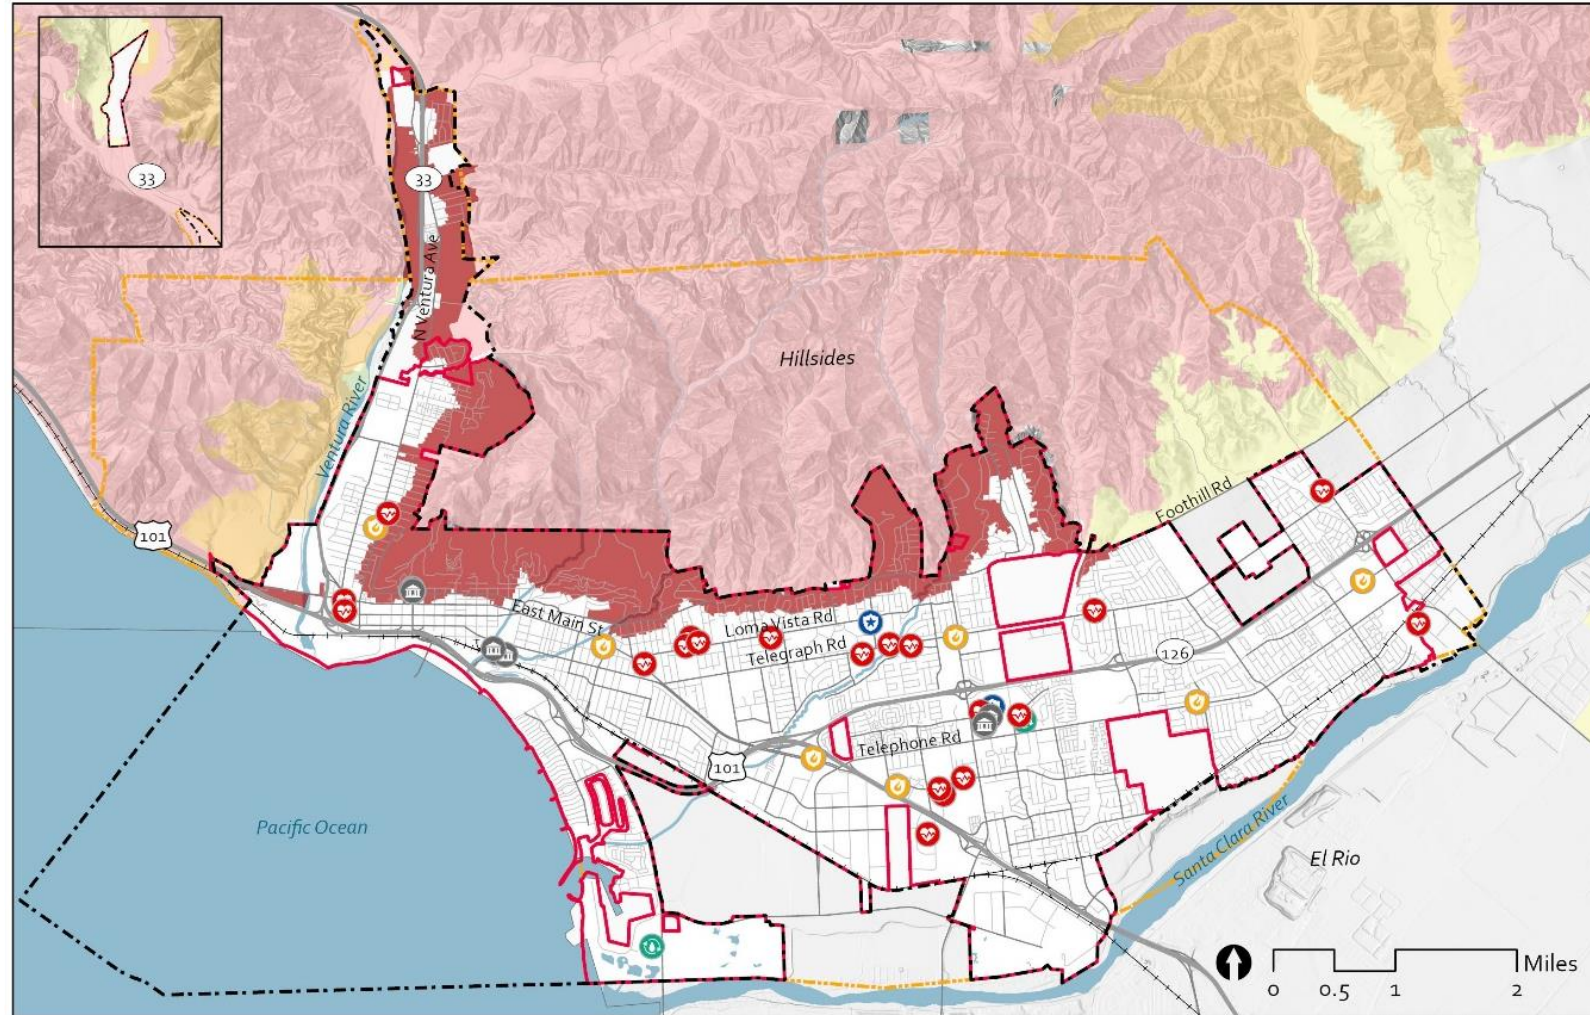 33
33
N Ventura Ave
Hillsides
Ventura River
Foothill Rd
101
East Main St
Loma Vista Rd
Telegraph Rd
126
Telephone Rd
101
Pacific Ocean
Santa Clara River
El Rio
0 0.5 1 2 Miles